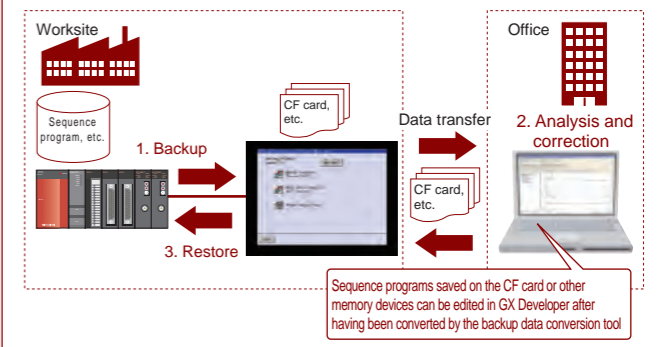 Worksite
Sequence
program, etc.
1. Backup
3. Restore
CF card,
etc.
Data transfer
CF card,
etc.
Office
2. Analysis and
correction
Sequence programs saved on the CF card or other
memory devices can be edited in GX Developer after
having been converted by the backup data conversion tool